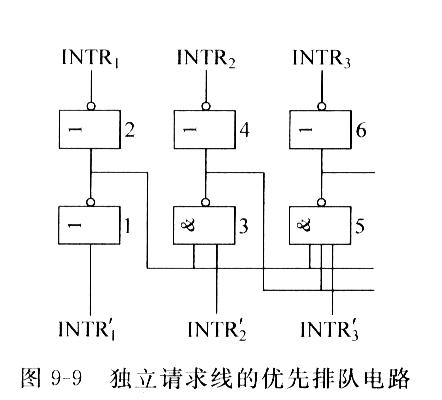 INTR₁ INTR₂ INTR₃
1 2 1 4 1 6
1 1 & 3 & 5
INTR′₁ INTR′₂ INTR′₃
图 9-9 独立请求线的优先排队电路